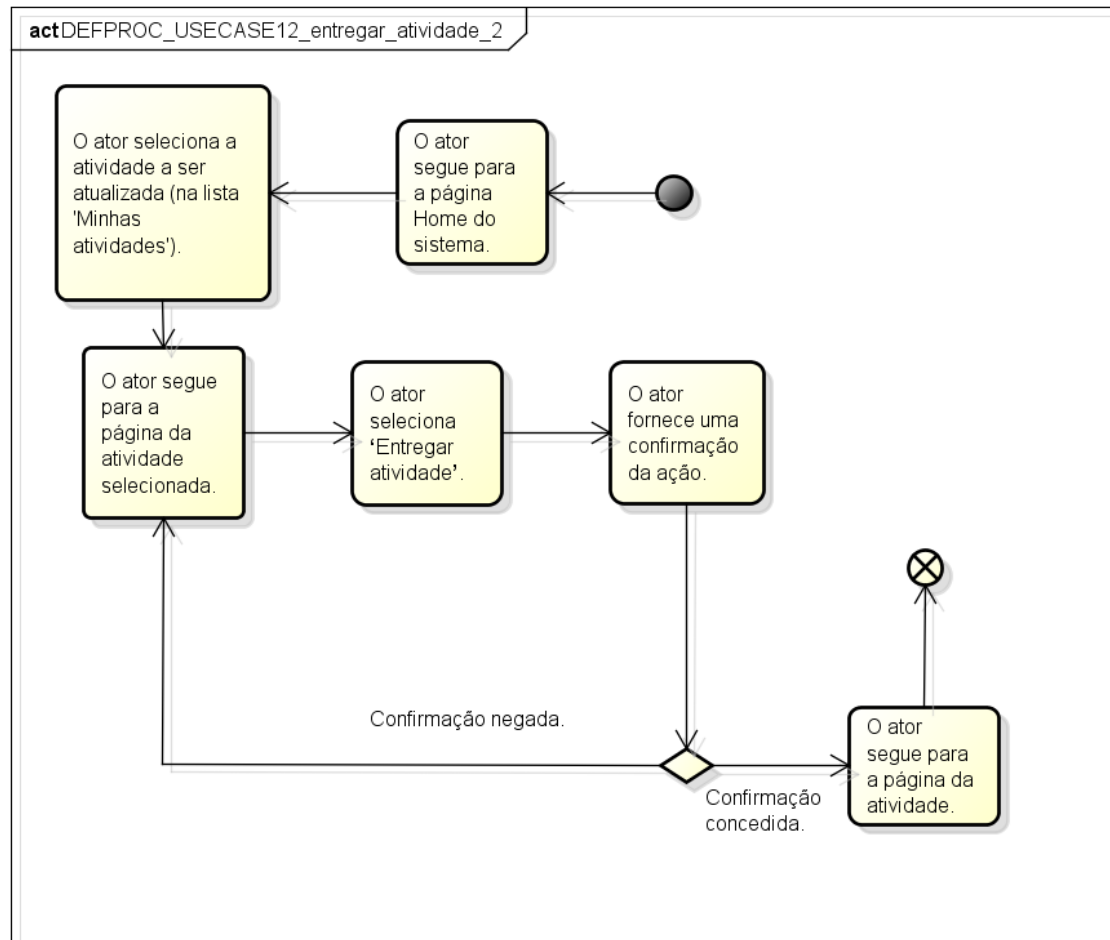 act DEFPROC_USECASE12_entregar_atividade_2
O ator seleciona a
atividade a ser
atualizada (na lista
'Minhas
atividades').
O ator
segue para
a página
Home do
sistema.
O ator segue
para a
página da
atividade
selecionada.
O ator
seleciona
‘Entregar
atividade’.
O ator
fornece uma
confirmação
da ação.
Confirmação negada.
Confirmação
concedida.
O ator
segue para
a página da
atividade.